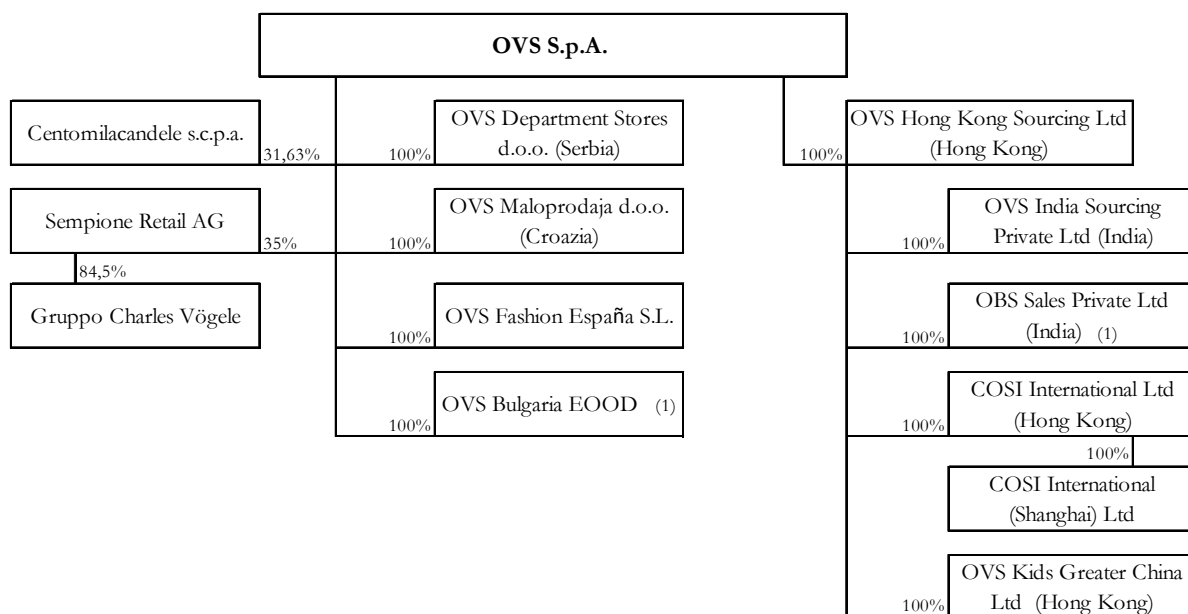 OVS S.p.A.
Centomilacandele s.c.p.a.
31,63%
100%
OVS Department Stores
d.o.o. (Serbia)
100%
OVS Hong Kong Sourcing Ltd
(Hong Kong)
Sempione Retail AG
35%
100%
OVS Maloprodaja d.o.o.
(Croazia)
100%
OVS India Sourcing
Private Ltd (India)
84,5%
Gruppo Charles Vögele
100%
OVS Fashion España S.L.
100%
OBS Sales Private Ltd
(India) (1)
100%
OVS Bulgaria EOOD (1)
100%
COSI International Ltd
(Hong Kong)
100%
COSI International
(Shanghai) Ltd
100%
OVS Kids Greater China
Ltd (Hong Kong)